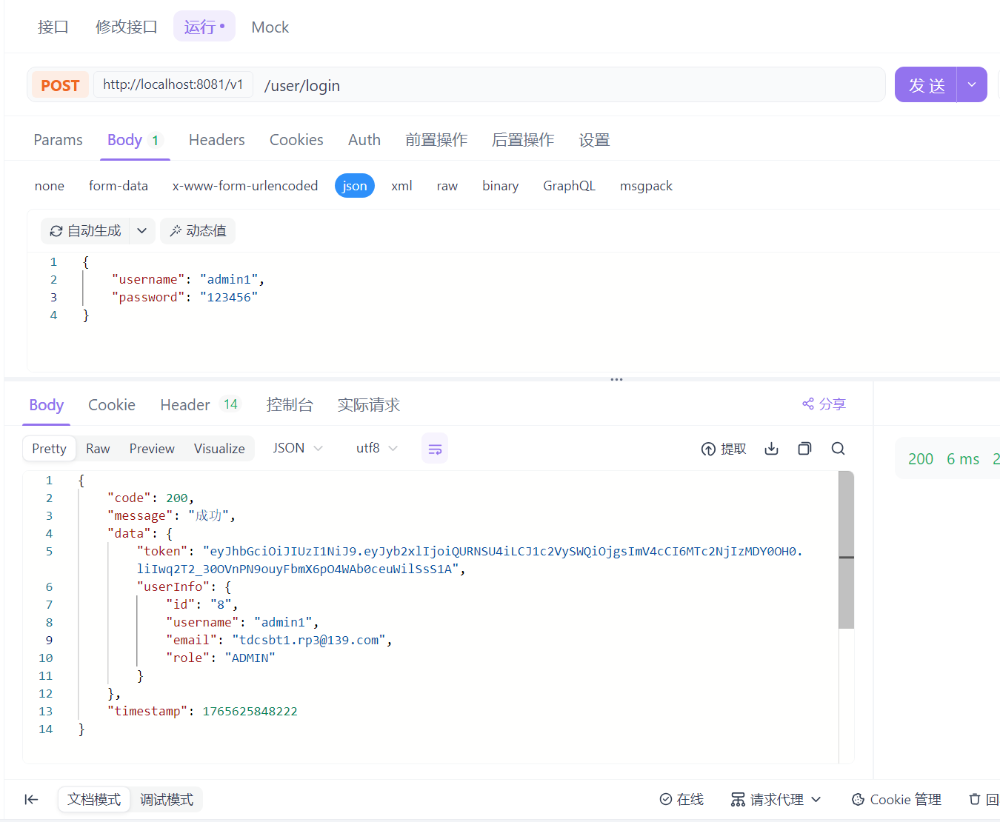 接口 修改接口 运行 Mock
POST http://localhost:8081/v1 /user/login 发 送
Params Body 1 Headers Cookies Auth 前置操作 后置操作 设置
none form-data x-www-form-urlencoded json xml raw binary GraphQL msgpack
自动生成 动态值
1 {
2 "username": "admin1",
3 "password": "123456"
4 }
Body Cookie Header 14 控制台 实际请求 分享
Pretty Raw Preview Visualize JSON utf8 提取
200 6 ms 2
1 {
2 "code": 200,
3 "message": "成功",
4 "data": {
5 "token": "eyJhbGciOiJIUzI1NiJ9.eyJyb2xlIjoiQURNSU4iLCJ1c2VySWQiOjgsImV4cCI6MTc2NjIzMDY0OH0.
liIwq2T2_30OVnPN9ouyFbmX6pO4WAb0ceuWilSsS1A",
6 "userInfo": {
7 "id": "8",
8 "username": "admin1",
9 "email": "tdcsbt1.rp3@139.com",
10 "role": "ADMIN"
11 }
12 },
13 "timestamp": 1765625848222
14 }
文档模式 调试模式 在线 请求代理 Cookie 管理 回